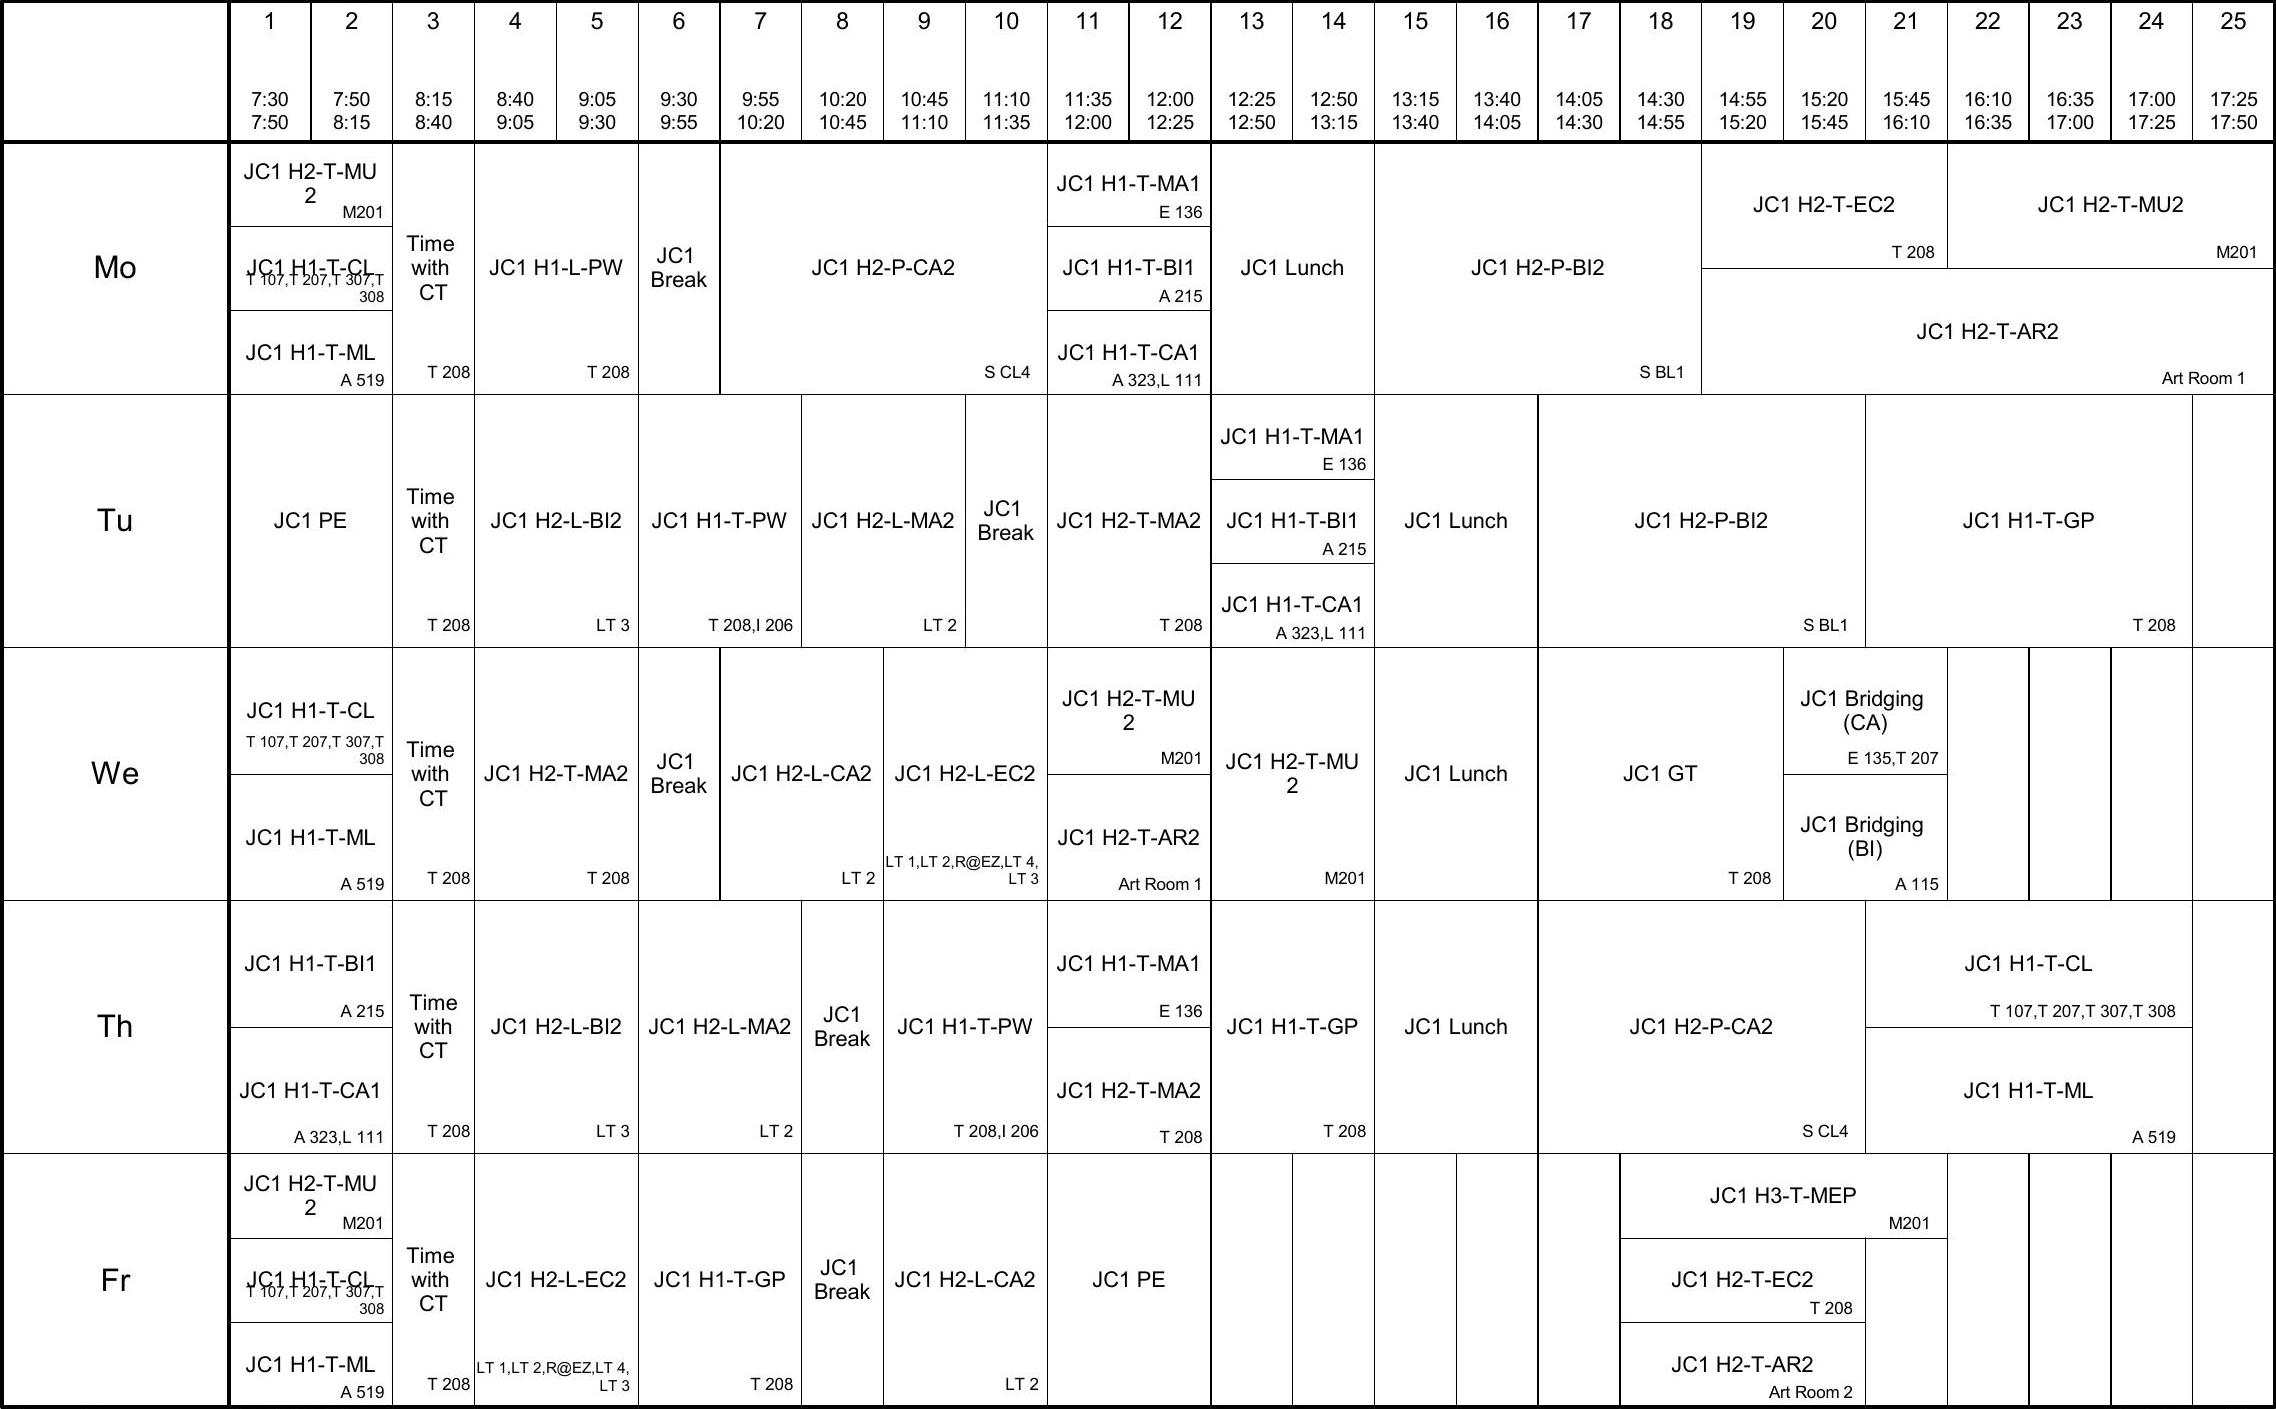 1 2 3 4 5 6 7 8 9 10 11 12 13 14 15 16 17 18 19 20 21 22 23 24 25
7:30 7:50 8:15 8:40 9:05 9:30 9:55 10:20 10:45 11:10 11:35 12:00 12:25 12:50 13:15 13:40 14:05 14:30 14:55 15:20 15:45 16:10 16:35 17:00 17:25
7:50 8:15 8:40 9:05 9:30 9:55 10:20 10:45 11:10 11:35 12:00 12:25 12:50 13:15 13:40 14:05 14:30 14:55 15:20 15:45 16:10 16:35 17:00 17:25 17:50
Mo
JC1 H2-T-MU
2
M201
JC1 H1-T-CL
T 107,T 207,T 307,T
308
JC1 H1-T-ML
A 519
Time
with
CT
T 208
JC1 H1-L-PW
T 208
JC1
Break
JC1 H2-P-CA2
S CL4
JC1 H1-T-MA1
E 136
JC1 H1-T-BI1
A 215
JC1 H1-T-CA1
A 323,L 111
JC1 Lunch
JC1 H2-P-BI2
S BL1
JC1 H2-T-EC2
T 208
JC1 H2-T-MU2
M201
JC1 H2-T-AR2
Art Room 1
Tu
JC1 PE
Time
with
CT
T 208
JC1 H2-L-BI2
LT 3
JC1 H1-T-PW
T 208,I 206
JC1 H2-L-MA2
LT 2
JC1
Break
JC1 H2-T-MA2
T 208
JC1 H1-T-MA1
E 136
JC1 H1-T-BI1
A 215
JC1 H1-T-CA1
A 323,L 111
JC1 Lunch
JC1 H2-P-BI2
S BL1
JC1 H1-T-GP
T 208
We
JC1 H1-T-CL
T 107,T 207,T 307,T
308
JC1 H1-T-ML
A 519
Time
with
CT
T 208
JC1 H2-T-MA2
T 208
JC1
Break
JC1 H2-L-CA2
LT 2
JC1 H2-L-EC2
LT 1,LT 2,R@EZ,LT 4,
LT 3
JC1 H2-T-MU
2
M201
JC1 H2-T-AR2
Art Room 1
JC1 H2-T-MU
2
M201
JC1 Lunch
JC1 GT
T 208
JC1 Bridging
(CA)
E 135,T 207
JC1 Bridging
(BI)
A 115
Th
JC1 H1-T-BI1
A 215
JC1 H1-T-CA1
A 323,L 111
Time
with
CT
T 208
JC1 H2-L-BI2
LT 3
JC1 H2-L-MA2
LT 2
JC1
Break
JC1 H1-T-PW
T 208,I 206
JC1 H1-T-MA1
E 136
JC1 H2-T-MA2
T 208
JC1 H1-T-GP
T 208
JC1 Lunch
JC1 H2-P-CA2
S CL4
JC1 H1-T-CL
T 107,T 207,T 307,T 308
JC1 H1-T-ML
A 519
Fr
JC1 H2-T-MU
2
M201
JC1 H1-T-CL
T 107,T 207,T 307,T
308
JC1 H1-T-ML
A 519
Time
with
CT
T 208
JC1 H2-L-EC2
LT 1,LT 2,R@EZ,LT 4,
LT 3
JC1 H1-T-GP
T 208
JC1
Break
JC1 H2-L-CA2
LT 2
JC1 PE
JC1 H3-T-MEP
M201
JC1 H2-T-EC2
T 208
JC1 H2-T-AR2
Art Room 2